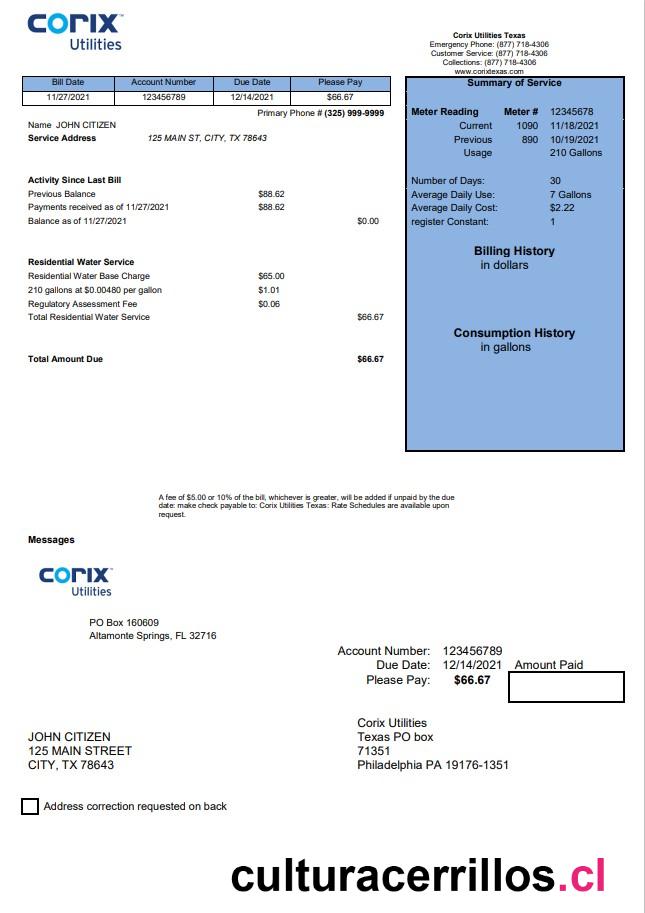 CORIX™
Utilities
Corix Utilities Texas
Emergency Phone: (877) 718-4306
Customer Service: (877) 718-4306
Collections: (877) 718-4306
www.corixtexas.com
Bill Date Account Number Due Date Please Pay
11/27/2021 123456789 12/14/2021 $66.67
Primary Phone # (325) 999-9999
Name JOHN CITIZEN
Service Address 125 MAIN ST, CITY, TX 78643
Activity Since Last Bill
Previous Balance $88.62
Payments received as of 11/27/2021 $88.62
Balance as of 11/27/2021 $0.00
Residential Water Service
Residential Water Base Charge $65.00
210 gallons at $0.00480 per gallon $1.01
Regulatory Assessment Fee $0.06
Total Residential Water Service $66.67
Total Amount Due $66.67
Summary of Service
Meter Reading Meter # 12345678
Current 1090 11/18/2021
Previous 890 10/19/2021
Usage 210 Gallons
Number of Days: 30
Average Daily Use: 7 Gallons
Average Daily Cost: $2.22
register Constant: 1
Billing History
in dollars
Consumption History
in gallons
A fee of $5.00 or 10% of the bill, whichever is greater, will be added if unpaid by the due
date: make check payable to: Corix Utilities Texas: Rate Schedules are available upon
request.
Messages
CORIX™
Utilities
PO Box 160609
Altamonte Springs, FL 32716
Account Number: 123456789
Due Date: 12/14/2021 Amount Paid
Please Pay: $66.67
JOHN CITIZEN
125 MAIN STREET
CITY, TX 78643
Corix Utilities
Texas PO box
71351
Philadelphia PA 19176-1351
Address correction requested on back
culturacerrillos.cl